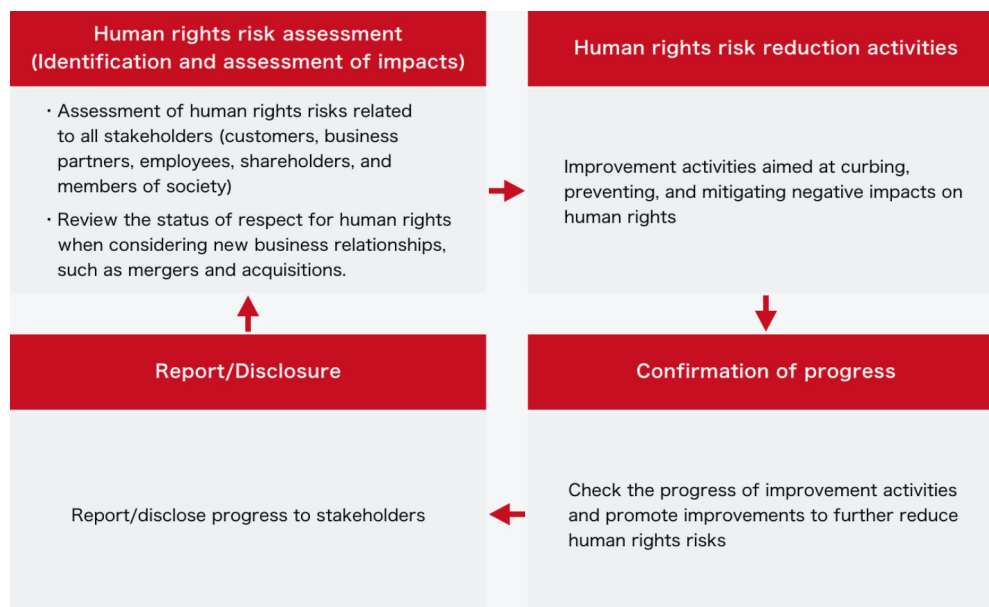 Human rights risk assessment
(Identification and assessment of impacts)
・Assessment of human rights risks related
to all stakeholders (customers, business
partners, employees, shareholders, and
members of society)
・Review the status of respect for human rights
when considering new business relationships,
such as mergers and acquisitions.
Human rights risk reduction activities
Improvement activities aimed at curbing,
preventing, and mitigating negative impacts on
human rights
Confirmation of progress
Check the progress of improvement activities
and promote improvements to further reduce
human rights risks
Report/Disclosure
Report/disclose progress to stakeholders